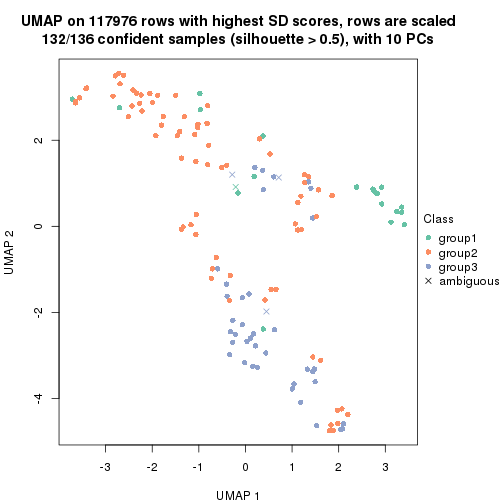 UMAP on 117976 rows with highest SD scores, rows are scaled
132/136 confident samples (silhouette > 0.5), with 10 PCs
UMAP 2
2
0
-2
-4
-3
-2
-1
0
1
2
3
UMAP 1
Class
group1
group2
group3
ambiguous